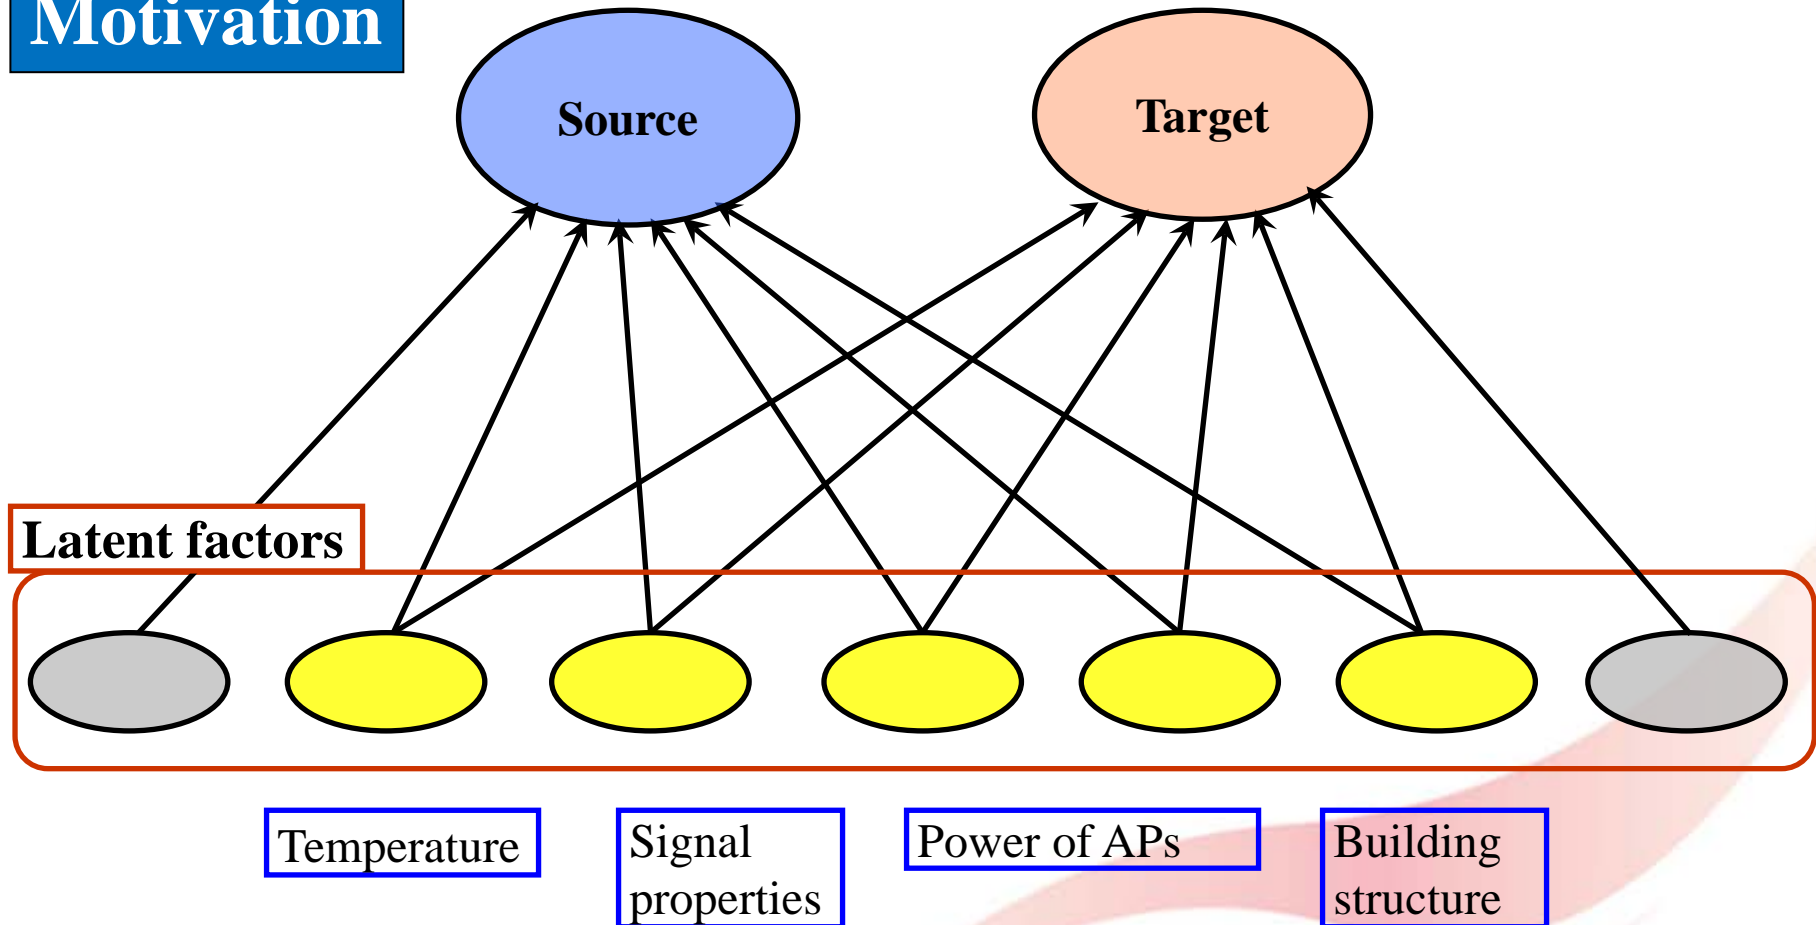 Motivation
Source
Target
Latent factors
Temperature
Signal
properties
Power of APs
Building
structure